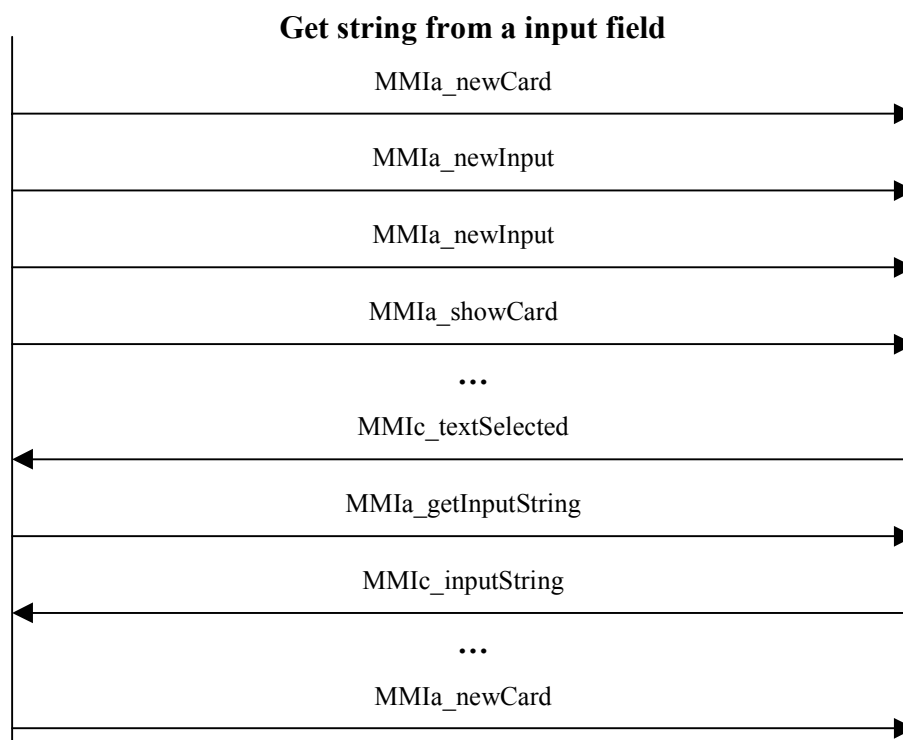 Get string from a input field
MMIa_newCard
MMIa_newInput
MMIa_newInput
MMIa_showCard
...
MMIc_textSelected
MMIa_getInputString
MMIc_inputString
...
MMIa_newCard